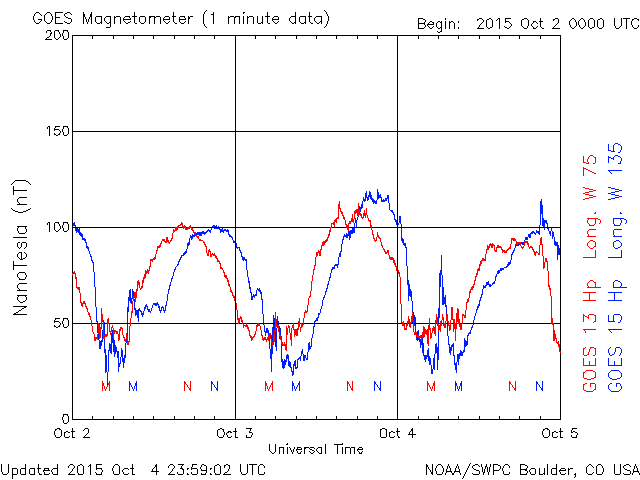 GOES Magnetometer (1 minute data)
Begin: 2015 Oct 2 0000 UTC
200
150
100
50
0
NanoTesla (nT)
M M N N M M N N M M N N
Oct 2 Oct 3 Oct 4 Oct 5
Universal Time
GOES 13 Hp Long. W 75
GOES 15 Hp Long. W 135
Updated 2015 Oct 4 23:59:02 UTC
NOAA/SWPC Boulder, CO USA